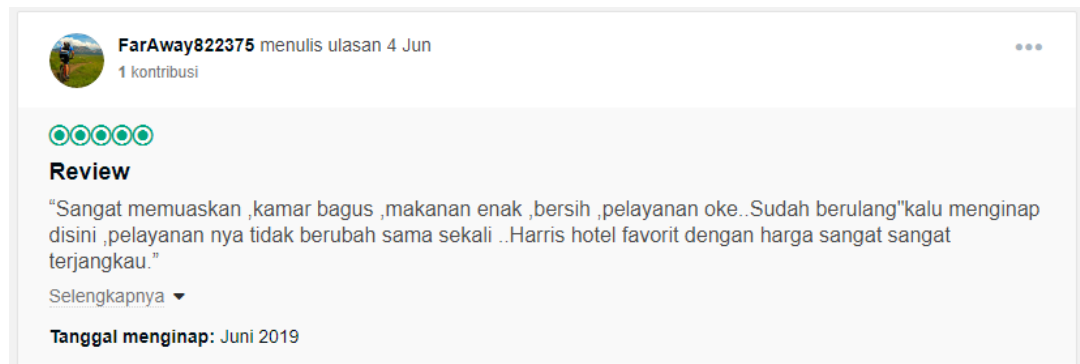 FarAway822375 menulis ulasan 4 Jun
1 kontribusi
Review
“Sangat memuaskan ,kamar bagus ,makanan enak ,bersih ,pelayanan oke..Sudah berulang"kalu menginap
disini ,pelayanan nya tidak berubah sama sekali ..Harris hotel favorit dengan harga sangat sangat
terjangkau.”
Selengkapnya
Tanggal menginap: Juni 2019